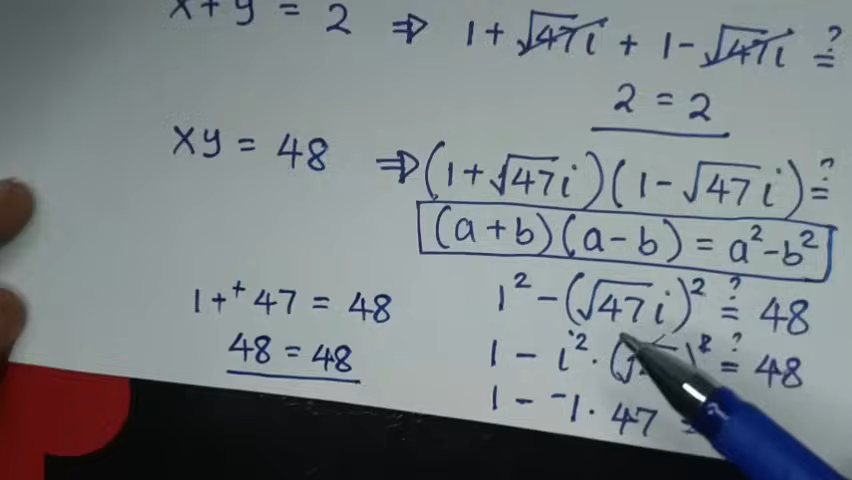 x + y = 2 ⇒ 1 + √47i + 1 - √47i ≟
2 = 2
xy = 48 ⇒ (1 + √47i)(1 - √47i) ≟
(a + b)(a - b) = a² - b²
1² - (√47i)² ≟ 48
1 - i² · (√ )² ≟ 48
1 - ⁻1 · 47 =
1 + ⁺47 = 48
48 = 48